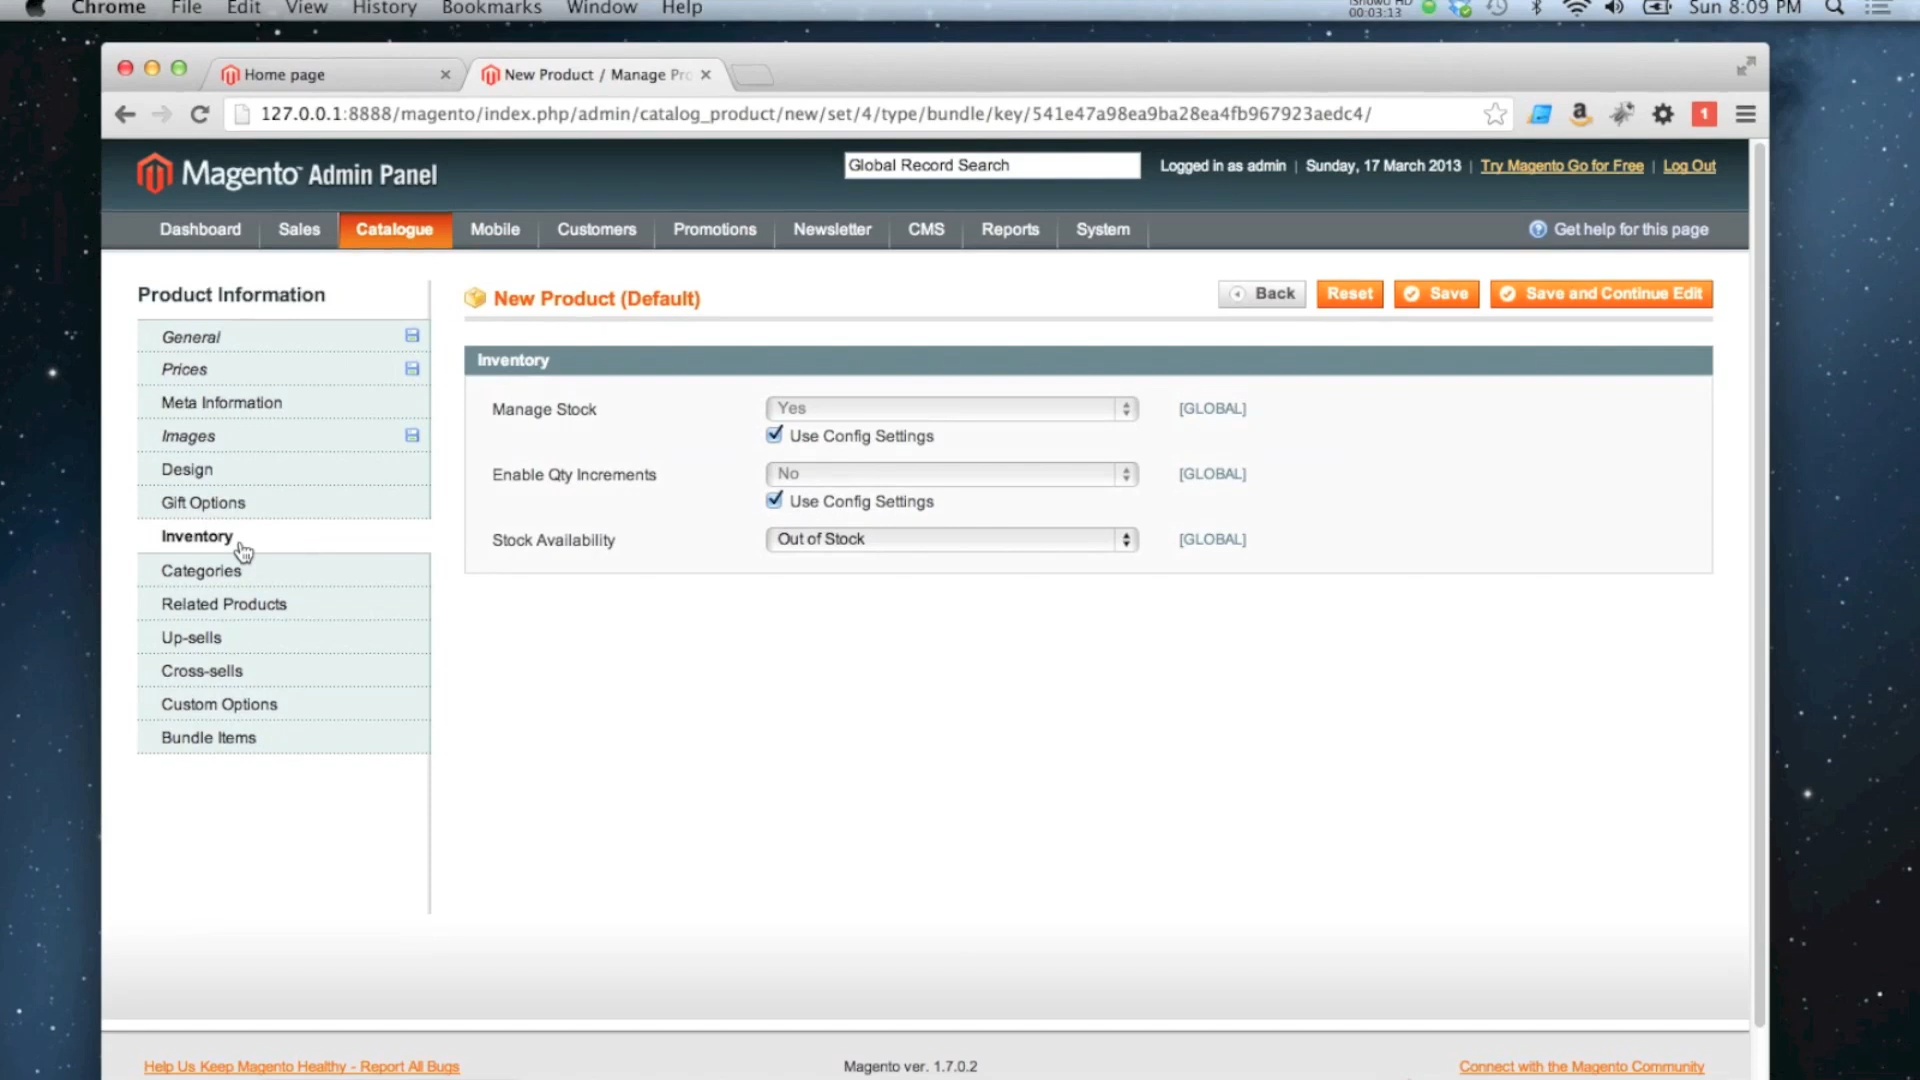 Chrome File Edit View History Bookmarks Window Help
00:03:13 Sun 8:09 PM
Home page
New Product / Manage Pro
127.0.0.1:8888/magento/index.php/admin/catalog_product/new/set/4/type/bundle/key/541e47a98ea9ba28ea4fb967923aedc4/
1
Magento Admin Panel
Global Record Search
Logged in as admin | Sunday, 17 March 2013 | Try Magento Go for Free | Log Out
Dashboard Sales Catalogue Mobile Customers Promotions Newsletter CMS Reports System
Get help for this page
Product Information
General
Prices
Meta Information
Images
Design
Gift Options
Inventory
Categories
Related Products
Up-sells
Cross-sells
Custom Options
Bundle Items
New Product (Default)
Back Reset Save Save and Continue Edit
Inventory
Manage Stock Yes [GLOBAL]
Use Config Settings
Enable Qty Increments No [GLOBAL]
Use Config Settings
Stock Availability Out of Stock [GLOBAL]
Help Us Keep Magento Healthy - Report All Bugs
Magento ver. 1.7.0.2
Connect with the Magento Community